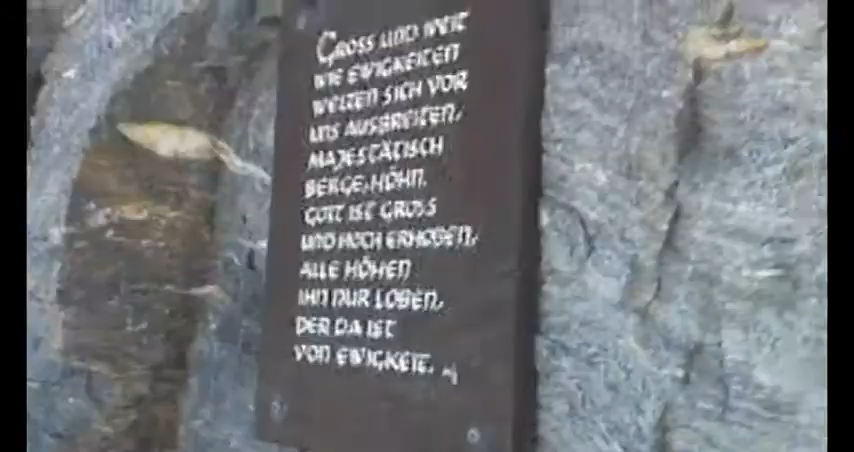 GROSS UND WEIT
WIE EWIGKEITEN
WELTEN SICH VOR
UNS AUSBREITEN,
MAJESTÄTISCH
BERGE, HÖHN.
GOTT IST GROSS
UND HOCH ERHOBEN,
ALLE HÖHEN
IHN NUR LOBEN,
DER DA IST
VON EWIGKEIT.